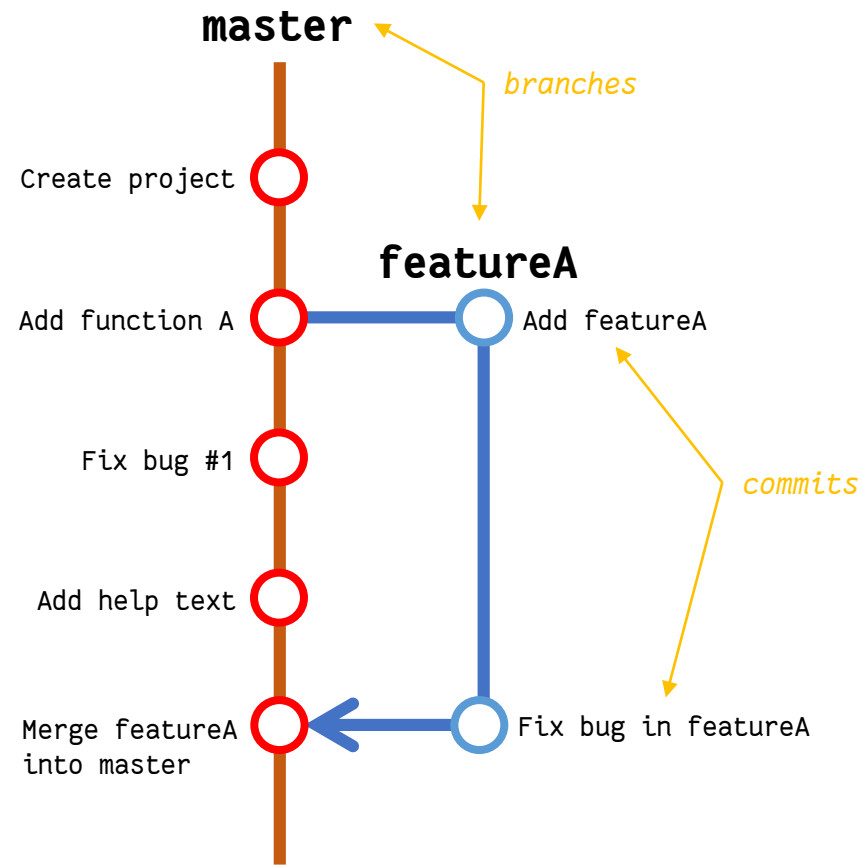 master
branches
Create project
featureA
Add function A
Add featureA
Fix bug #1
commits
Add help text
Merge featureA
into master
Fix bug in featureA